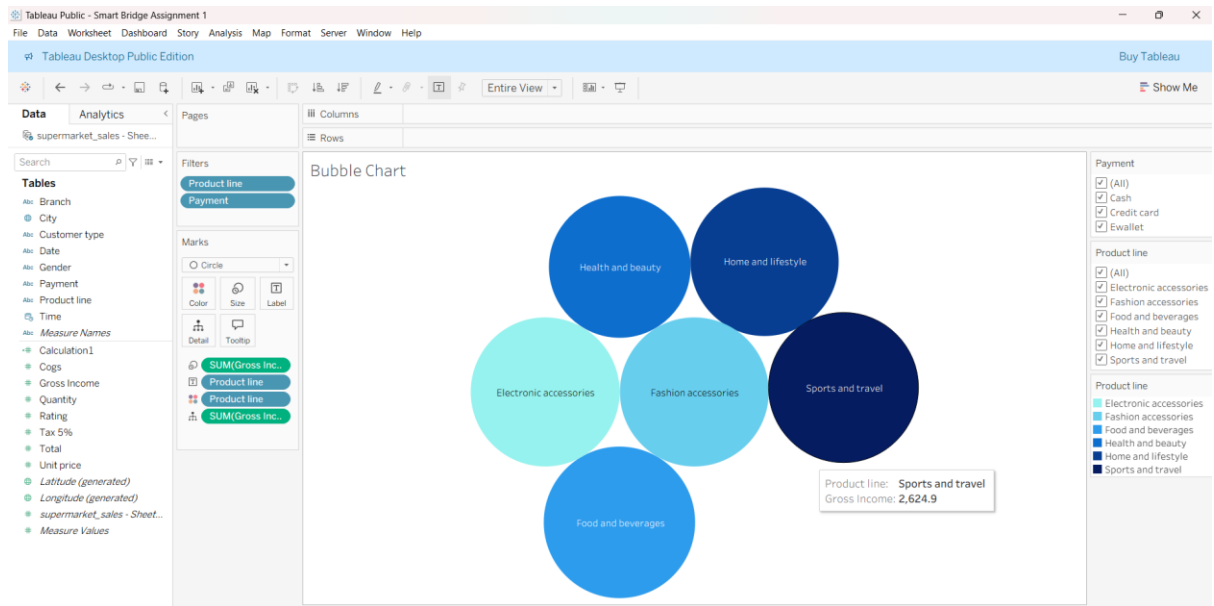 Tableau Public - Smart Bridge Assignment 1
File Data Worksheet Dashboard Story Analysis Map Format Server Window Help
Tableau Desktop Public Edition
Buy Tableau
Entire View
Show Me
Data Analytics
supermarket_sales - Shee...
Search
Tables
Abc Branch
City
Abc Customer type
Abc Date
Abc Gender
Abc Payment
Abc Product line
Time
Abc Measure Names
Calculation1
Cogs
Gross Income
Quantity
Rating
Tax 5%
Total
Unit price
Latitude (generated)
Longitude (generated)
supermarket_sales - Sheet...
Measure Values
Pages
Filters
Product line
Payment
Marks
Circle
Color Size Label
Detail Tooltip
SUM(Gross Inc..
Product line
Product line
SUM(Gross Inc..
Columns
Rows
Bubble Chart
Health and beauty
Home and lifestyle
Electronic accessories
Fashion accessories
Sports and travel
Food and beverages
Product line: Sports and travel
Gross Income: 2,624.9
Payment
(All)
Cash
Credit card
Ewallet
Product line
(All)
Electronic accessories
Fashion accessories
Food and beverages
Health and beauty
Home and lifestyle
Sports and travel
Product line
Electronic accessories
Fashion accessories
Food and beverages
Health and beauty
Home and lifestyle
Sports and travel